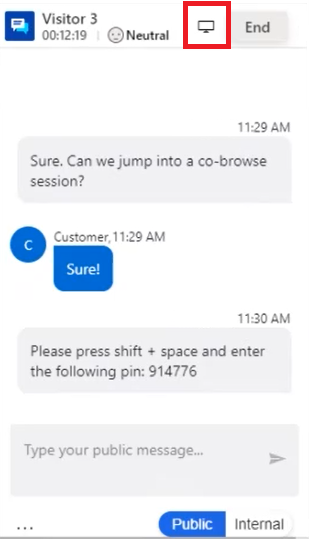 Visitor 3
00:12:19 | Neutral
End
11:29 AM
Sure. Can we jump into a co-browse
session?
C
Customer, 11:29 AM
Sure!
11:30 AM
Please press shift + space and enter
the following pin: 914776
Type your public message...
...
Public Internal